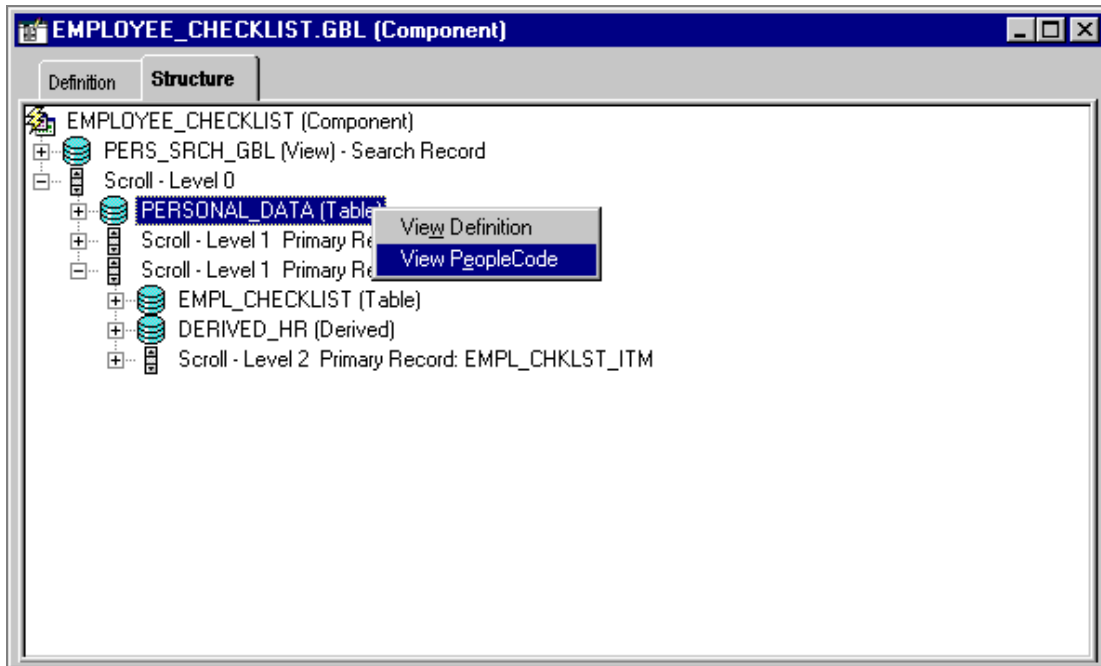 EMPLOYEE_CHECKLIST.GBL (Component)
Definition Structure
EMPLOYEE_CHECKLIST (Component)
PERS_SRCH_GBL (View) - Search Record
Scroll - Level 0
PERSONAL_DATA (Table)
View Definition
Scroll - Level 1 Primary Re
View PeopleCode
Scroll - Level 1 Primary Re
EMPL_CHECKLIST (Table)
DERIVED_HR (Derived)
Scroll - Level 2 Primary Record: EMPL_CHKLST_ITM